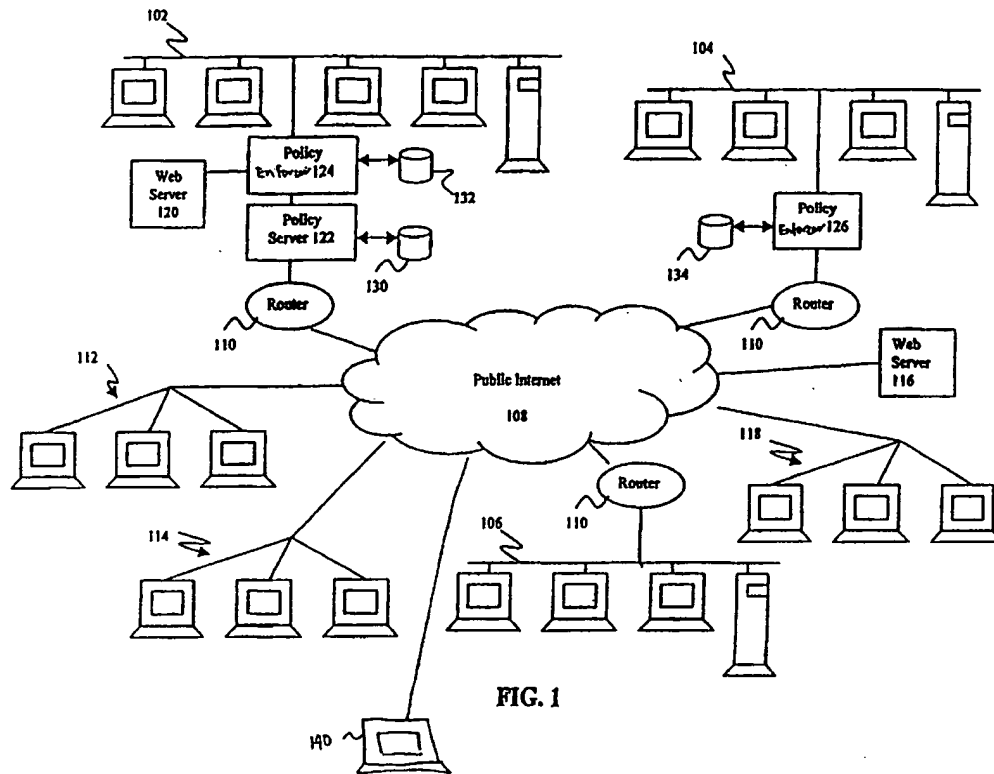 102
104
Policy
Enforcer 124
Web
Server
120
132
Policy
Server 122
130
Policy
Enforcer 126
134
Router
110
Router
110
112
Public Internet
108
Web
Server
116
118
Router
110
114
106
FIG. 1
140